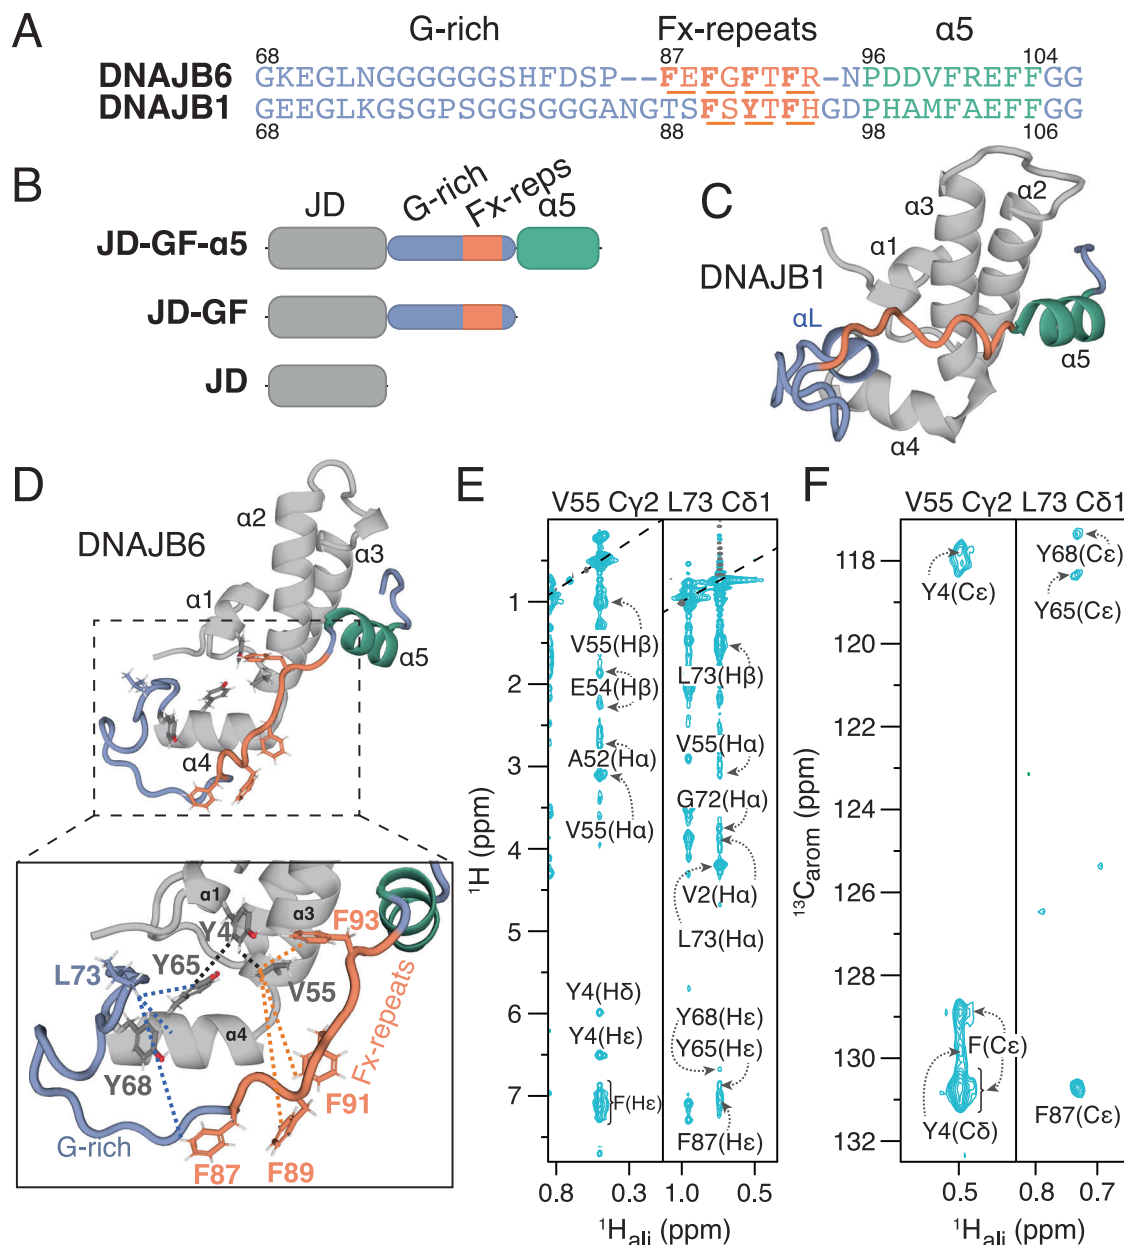 A
G-rich
Fx-repeats
α5
68
87
96
104
DNAJB6 GKEGLNGGGGGGSHFDSP--FEFGFTFR-NPDDVFREFFGG
DNAJB1 GEEGLKGSGPSGGSGGGANGTSFSYTFHGDPHAMFAEFFGG
68
88
98
106
B
JD
G-rich
Fx-reps
α5
JD-GF-α5
JD-GF
JD
C
α3
α2
α1
DNAJB1
αL
α5
α4
D
DNAJB6
α2
α3
α1
α5
α4
α1
α3
Y4
F93
Y65
L73
V55
α4
Fx-repeats
Y68
F91
G-rich
F87
F89
E
V55 Cγ2
L73 Cδ1
1
2
3
4
5
6
7
¹H (ppm)
V55(Hβ)
E54(Hβ)
A52(Hα)
V55(Hα)
Y4(Hδ)
Y4(Hε)
F(Hε)
L73(Hβ)
V55(Hα)
G72(Hα)
V2(Hα)
L73(Hα)
Y68(Hε)
Y65(Hε)
F87(Hε)
0.8
0.3
1.0
0.5
¹Hali (ppm)
F
V55 Cγ2
L73 Cδ1
118
120
122
124
126
128
130
132
¹³Carom (ppm)
Y4(Cε)
Y68(Cε)
Y65(Cε)
F(Cε)
Y4(Cδ)
F87(Cε)
0.5
0.8
0.7
¹Hali (ppm)